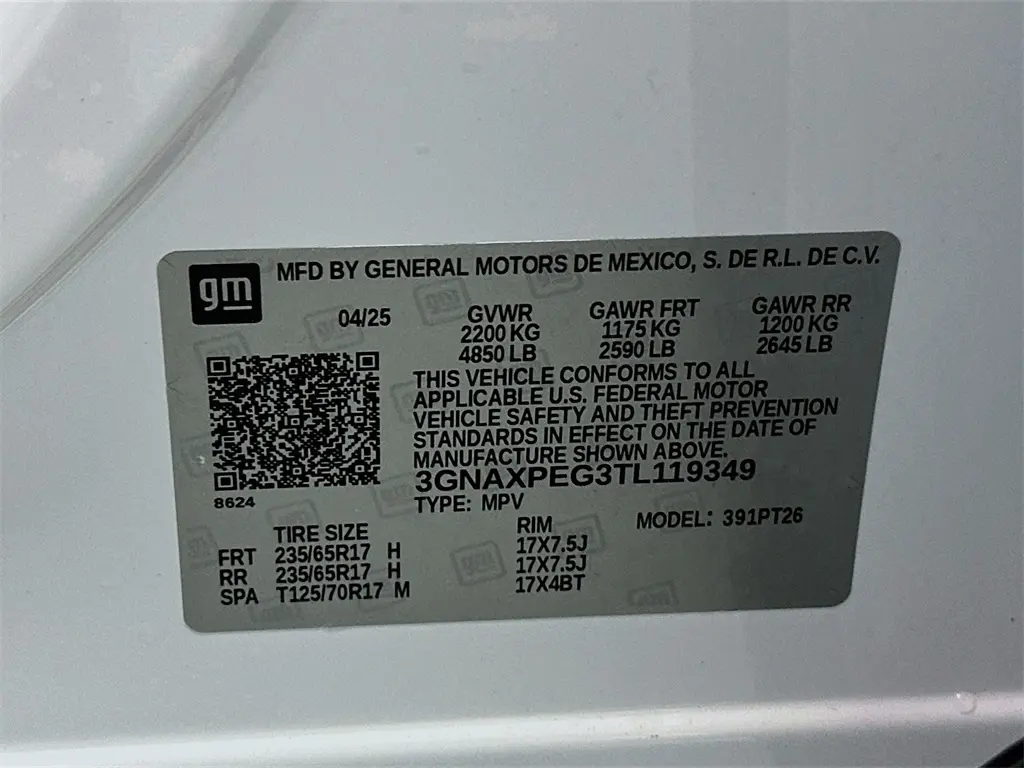 gm MFD BY GENERAL MOTORS DE MEXICO, S. DE R.L. DE C.V.
04/25 GVWR GAWR FRT GAWR RR
2200 KG 1175 KG 1200 KG
4850 LB 2590 LB 2645 LB
THIS VEHICLE CONFORMS TO ALL
APPLICABLE U.S. FEDERAL MOTOR
VEHICLE SAFETY AND THEFT PREVENTION
STANDARDS IN EFFECT ON THE DATE OF
MANUFACTURE SHOWN ABOVE.
3GNAXPEG3TL119349
8624 TYPE: MPV
TIRE SIZE RIM MODEL: 391PT26
FRT 235/65R17 H 17X7.5J
RR 235/65R17 H 17X7.5J
SPA T125/70R17 M 17X4BT